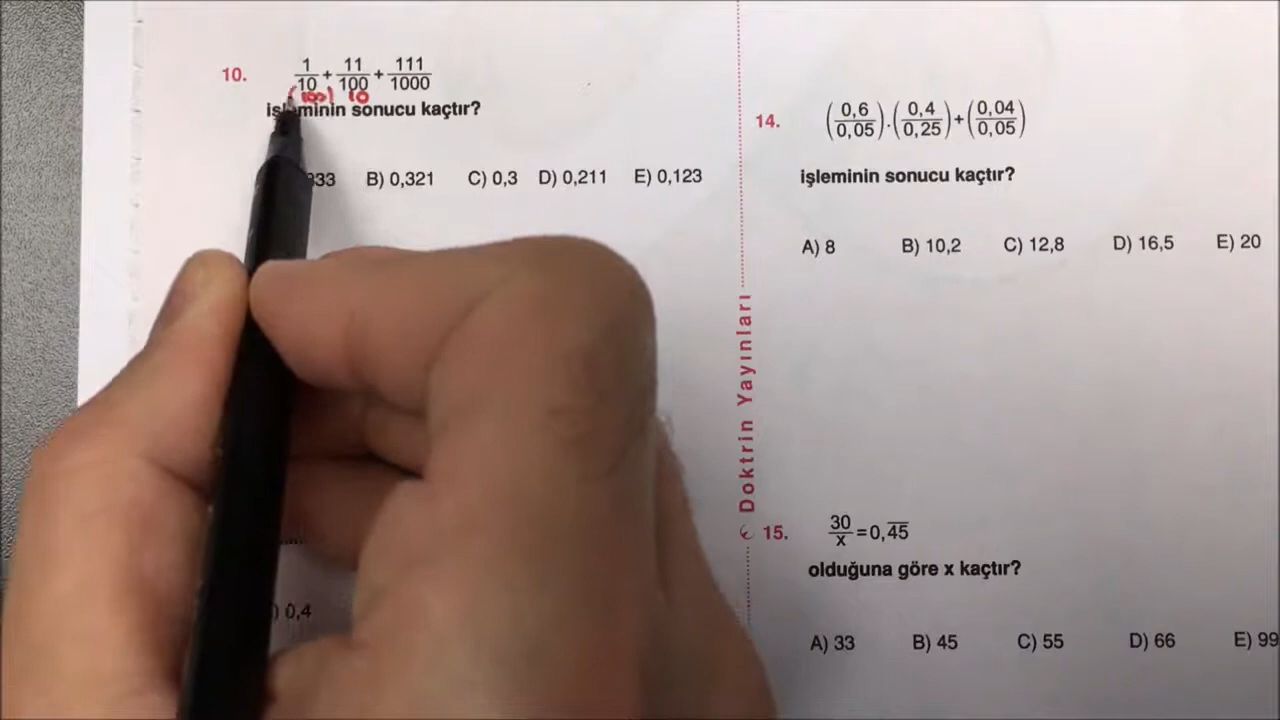 10. 1/10 + 11/100 + 111/1000
(100) 10
işleminin sonucu kaçtır?
333 B) 0,321 C) 0,3 D) 0,211 E) 0,123
) 0,4
Doktrin Yayınları
14. (0,6/0,05).(0,4/0,25)+(0,04/0,05)
işleminin sonucu kaçtır?
A) 8 B) 10,2 C) 12,8 D) 16,5 E) 20
15. 30/x = 0,4̅5̅
olduğuna göre x kaçtır?
A) 33 B) 45 C) 55 D) 66 E) 99